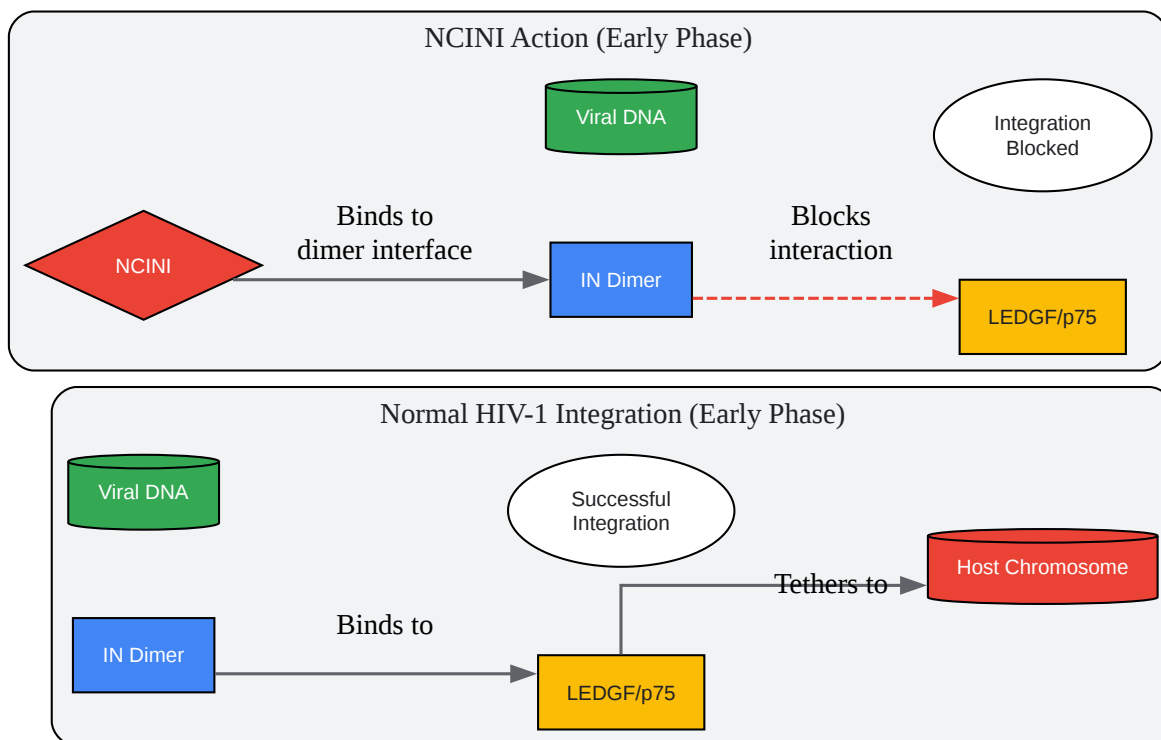 NCINI Action (Early Phase)
Viral DNA
Integration
Blocked
Binds to
dimer interface
Blocks
interaction
NCINI
IN Dimer
LEDGF/p75
Normal HIV-1 Integration (Early Phase)
Viral DNA
Successful
Integration
Host Chromosome
Tethers to
Binds to
IN Dimer
LEDGF/p75